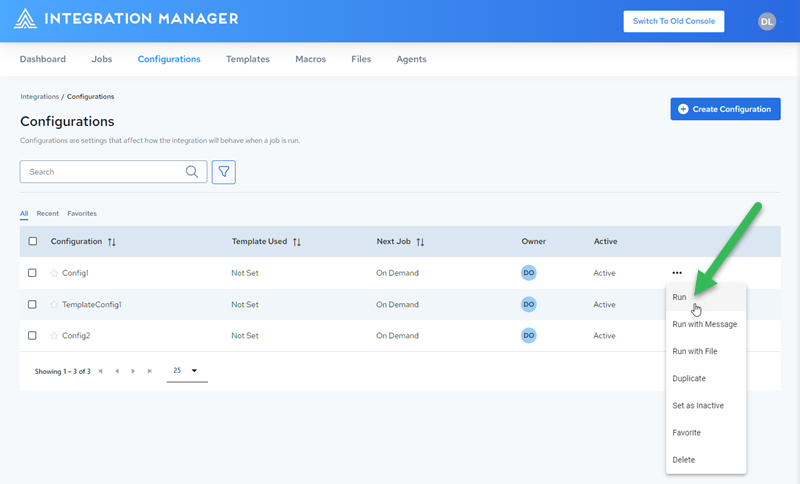 INTEGRATION MANAGER
Switch To Old Console
DL
Dashboard Jobs Configurations Templates Macros Files Agents
Integrations / Configurations
Configurations
Create Configuration
Configurations are settings that affect how the integration will behave when a job is run.
Search
All Recent Favorites
Configuration Template Used Next Job Owner Active
Config1 Not Set On Demand DO Active
TemplateConfig1 Not Set On Demand DO Active
Config2 Not Set On Demand DO Active
Showing 1 – 3 of 3 25
Run
Run with Message
Run with File
Duplicate
Set as Inactive
Favorite
Delete